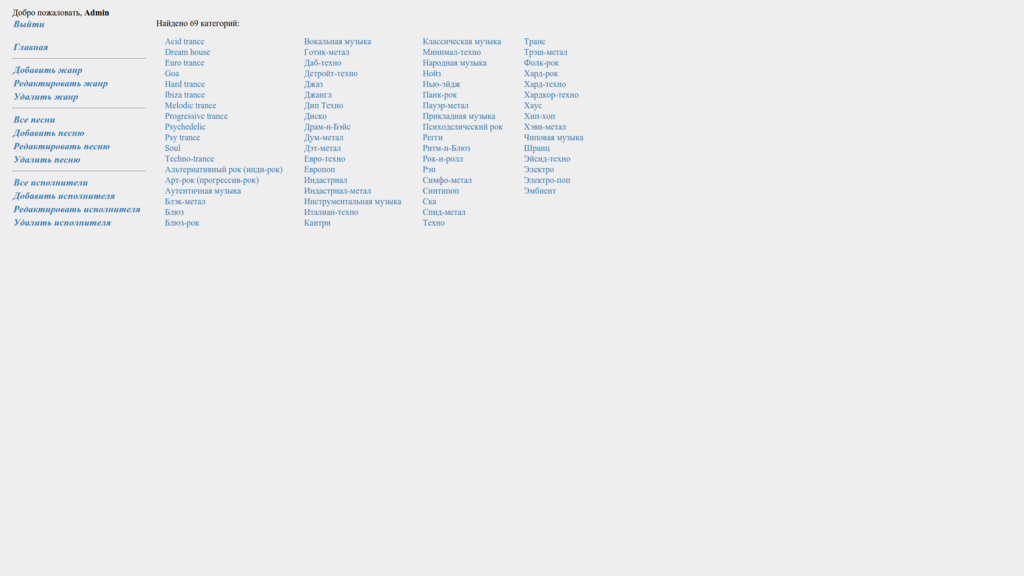 Добро пожаловать, Admin
Выйти
Главная
Добавить жанр
Редактировать жанр
Удалить жанр
Все песни
Добавить песню
Редактировать песню
Удалить песню
Все исполнители
Добавить исполнителя
Редактировать исполнителя
Удалить исполнителя
Найдено 69 категорий:
Acid trance
Dream house
Euro trance
Goa
Hard trance
Ibiza trance
Melodic trance
Progressive trance
Psychedelic
Psy trance
Soul
Techno-trance
Альтернативный рок (инди-рок)
Арт-рок (прогрессив-рок)
Аутентичная музыка
Блэк-метал
Блюз
Блюз-рок
Вокальная музыка
Готик-метал
Даб-техно
Детройт-техно
Джаз
Джангл
Дип Техно
Диско
Драм-н-Бэйс
Дум-метал
Дэт-метал
Евро-техно
Европоп
Индастриал
Индастриал-метал
Инструментальная музыка
Италиан-техно
Кантри
Классическая музыка
Минимал-техно
Народная музыка
Нойз
Нью-эйдж
Панк-рок
Пауэр-метал
Прикладная музыка
Психоделический рок
Регги
Ритм-н-Блюз
Рок-н-ролл
Рэп
Симфо-метал
Синтипоп
Ска
Спид-метал
Техно
Транс
Трэш-метал
Фолк-рок
Хард-рок
Хард-техно
Хардкор-техно
Хаус
Хип-хоп
Хэви-метал
Чиповая музыка
Шранц
Эйсид-техно
Электро
Электро-поп
Эмбиент